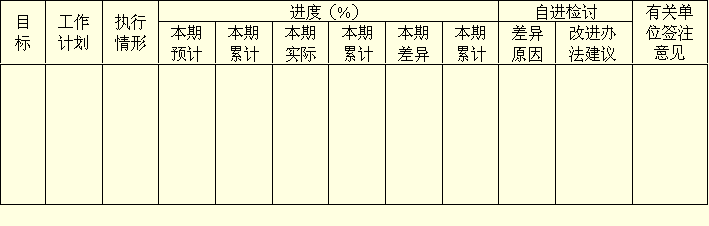 目标
工作计划
执行情形
进度（%）
本期预计
本期累计
本期实际
本期累计
本期差异
本期累计
自进检讨
差异原因
改进办法建议
有关单位签注意见